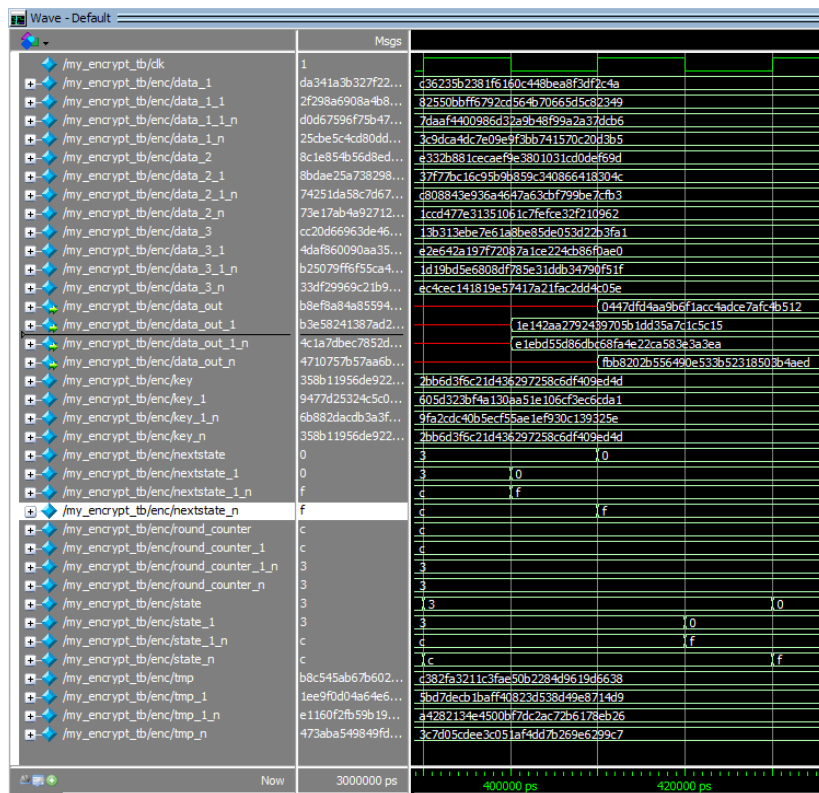 Wave - Default
Msgs
/my_encrypt_tb/clk 1
/my_encrypt_tb/enc/data_1 da341a3b327f22... c36235b2381f6160c448bea8f3df2c4a
/my_encrypt_tb/enc/data_1_1 2f298a6908a4b8... 82550bbff6792cd564b70665d5c82349
/my_encrypt_tb/enc/data_1_1_n d0d67596f75b47... 7daaf4400986d32a9b48f99a2a37dcb6
/my_encrypt_tb/enc/data_1_n 25cbe5c4cd80dd... 3c9dca4dc7e09e9f3bb741570c20d3b5
/my_encrypt_tb/enc/data_2 8c1e854b56d8ed... e332b881cecaef9e3801031cd0def69d
/my_encrypt_tb/enc/data_2_1 8bdae25a738298... 37f77bc16c95b9b859c340866418304c
/my_encrypt_tb/enc/data_2_1_n 74251da58c7d67... c808843e936a4647a63cbf799be7cfb3
/my_encrypt_tb/enc/data_2_n 73e17ab4a92712... 1ccd477e31351061c7fefce32f210962
/my_encrypt_tb/enc/data_3 cc20d66963de46... 13b313ebe7e61a8be85de053d22b3fa1
/my_encrypt_tb/enc/data_3_1 4daf860090aa35... e2e642a197f72087a1ce224cb86f0ae0
/my_encrypt_tb/enc/data_3_1_n b25079ff6f55ca4... 1d19bd5e6808df785e31ddb34790f51f
/my_encrypt_tb/enc/data_3_n 33df29969c21b9... ec4cec141819e57417a21fac2dd4c05e
/my_encrypt_tb/enc/data_out b8ef8a84a85594... 0447dfd4aa9b6f1acc4adce7afc4b512
/my_encrypt_tb/enc/data_out_1 b3e58241387ad2... 1e142aa2792439705b1dd35a7c1c5c15
/my_encrypt_tb/enc/data_out_1_n 4c1a7dbec7852d... e1ebd55d86dbc68fa4e22ca583e3a3ea
/my_encrypt_tb/enc/data_out_n 4710757b57aa6b... fbb8202b556490e533b52318503b4aed
/my_encrypt_tb/enc/key 358b11956de922... 2bb6d3f6c21d436297258c6df409ed4d
/my_encrypt_tb/enc/key_1 9477d25324c5c0... 605d323bf4a130aa51e106cf3ec6cda1
/my_encrypt_tb/enc/key_1_n 6b882dacdb3a3f... 9fa2cdc40b5ecf55ae1ef930c139325e
/my_encrypt_tb/enc/key_n 358b11956de922... 2bb6d3f6c21d436297258c6df409ed4d
/my_encrypt_tb/enc/nextstate 0 3 0
/my_encrypt_tb/enc/nextstate_1 0 3 0
/my_encrypt_tb/enc/nextstate_1_n f c f
/my_encrypt_tb/enc/nextstate_n f c f
/my_encrypt_tb/enc/round_counter c c
/my_encrypt_tb/enc/round_counter_1 c c
/my_encrypt_tb/enc/round_counter_1_n 3 3
/my_encrypt_tb/enc/round_counter_n 3 3
/my_encrypt_tb/enc/state 3 3 0
/my_encrypt_tb/enc/state_1 3 3 0
/my_encrypt_tb/enc/state_1_n c c f
/my_encrypt_tb/enc/state_n c c f
/my_encrypt_tb/enc/tmp b8c545ab67b602... c382fa3211c3fae50b2284d9619d6638
/my_encrypt_tb/enc/tmp_1 1ee9f0d04a64e6... 5bd7decb1baff40823d538d49e8714d9
/my_encrypt_tb/enc/tmp_1_n e1160f2fb59b19... a4282134e4500bf7dc2ac72b6178eb26
/my_encrypt_tb/enc/tmp_n 473aba549849fd... 3c7d05cdee3c051af4dd7b269e6299c7
Now 3000000 ps 400000 ps 420000 ps